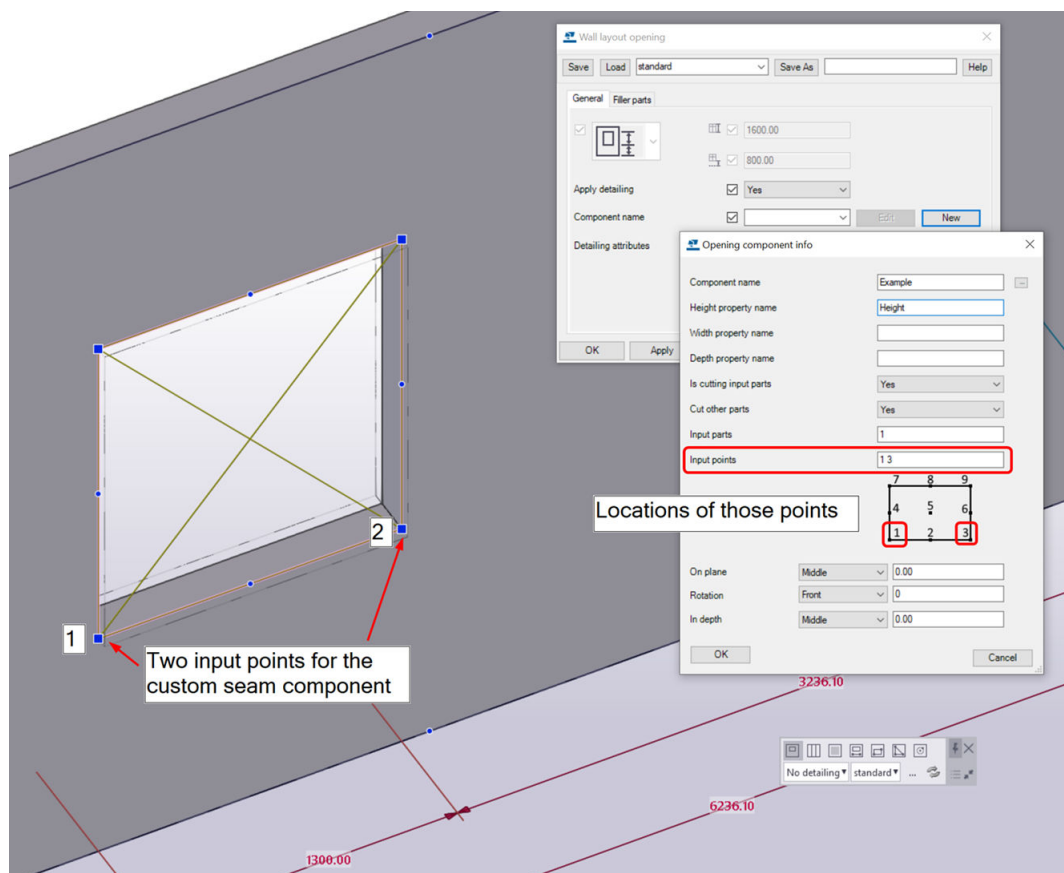 Wall layout opening
Save Load standard Save As Help
General Filler parts
1600.00
800.00
Apply detailing Yes
Component name Edit New
Detailing attributes
OK Apply
Opening component info
Component name Example ...
Height property name Height
Width property name
Depth property name
Is cutting input parts Yes
Cut other parts Yes
Input parts 1
Input points 1 3
7 8 9
Locations of those points
4 5 6
1 2 3
On plane Middle 0.00
Rotation Front 0
In depth Middle 0.00
OK Cancel
2
1
Two input points for the
custom seam component
3236.10
No detailing standard ...
6236.10
1300.00